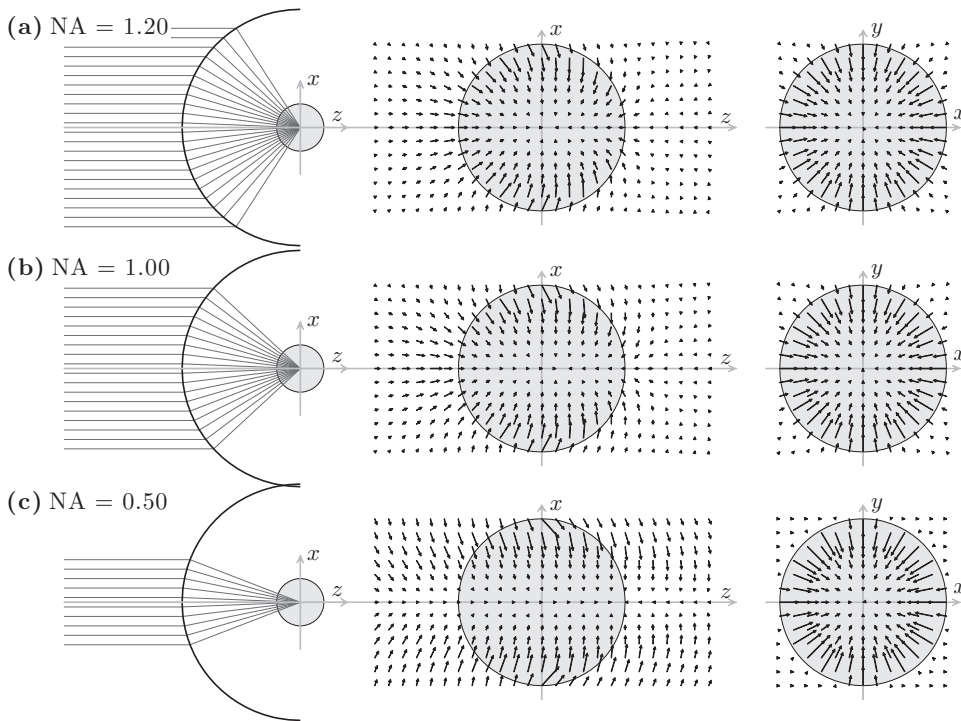 (a) NA = 1.20
x
z
x
z
y
x
(b) NA = 1.00
x
z
x
z
y
x
(c) NA = 0.50
x
z
x
z
y
x